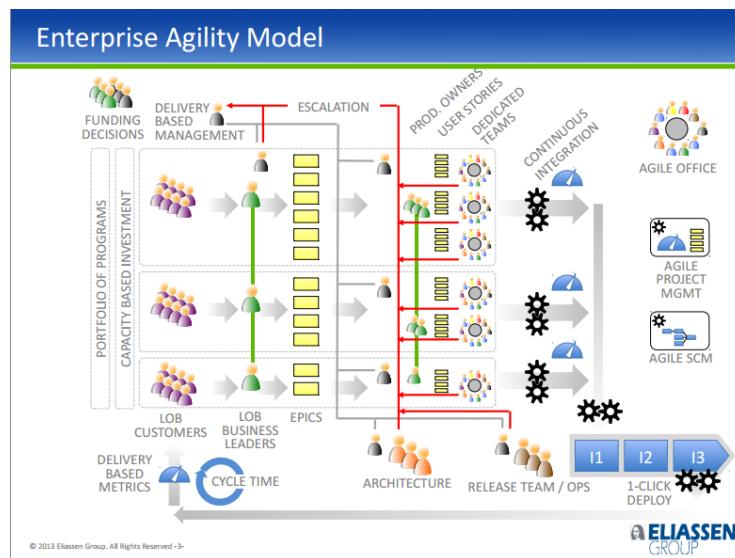 Enterprise Agility Model
FUNDING
DECISIONS
DELIVERY
BASED
MANAGEMENT
ESCALATION
PROD. OWNERS
USER STORIES
DEDICATED
TEAMS
CONTINUOUS
INTEGRATION
AGILE OFFICE
PORTFOLIO OF PROGRAMS
CAPACITY BASED INVESTMENT
AGILE
PROJECT
MGMT
AGILE SCM
LOB
CUSTOMERS
LOB
BUSINESS
LEADERS
EPICS
DELIVERY
BASED
METRICS
CYCLE TIME
ARCHITECTURE
RELEASE TEAM / OPS
I1
I2
I3
1-CLICK
DEPLOY
© 2013 Eliassen Group. All Rights Reserved -3-
ELIASSEN
GROUP